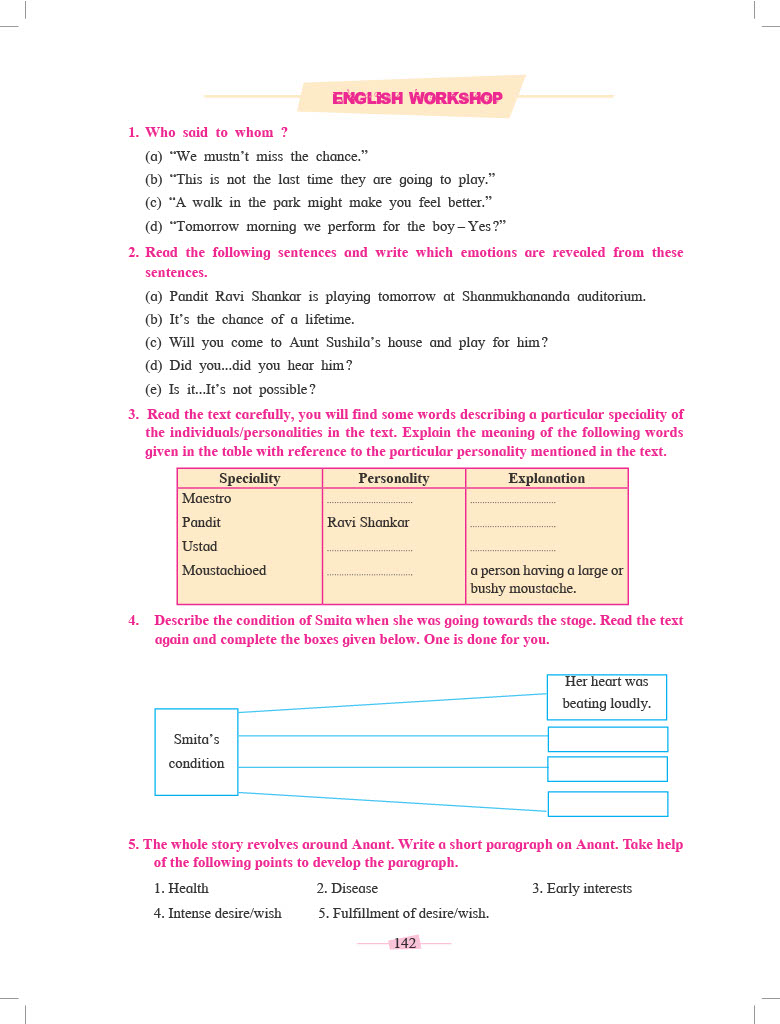 ENGLISH WORKSHOP
1. Who said to whom ?
(a) “We mustn’t miss the chance.”
(b) “This is not the last time they are going to play.”
(c) “A walk in the park might make you feel better.”
(d) “Tomorrow morning we perform for the boy – Yes?”
2. Read the following sentences and write which emotions are revealed from these
sentences.
(a) Pandit Ravi Shankar is playing tomorrow at Shanmukhananda auditorium.
(b) It’s the chance of a lifetime.
(c) Will you come to Aunt Sushila’s house and play for him?
(d) Did you...did you hear him?
(e) Is it...It’s not possible?
3. Read the text carefully, you will find some words describing a particular speciality of
the individuals/personalities in the text. Explain the meaning of the following words
given in the table with reference to the particular personality mentioned in the text.
Speciality Personality Explanation
Maestro .............................. ..............................
Pandit Ravi Shankar ..............................
Ustad .............................. ..............................
Moustachioed .............................. a person having a large or
bushy moustache.
4. Describe the condition of Smita when she was going towards the stage. Read the text
again and complete the boxes given below. One is done for you.
Her heart was
beating loudly.
Smita’s
condition
5. The whole story revolves around Anant. Write a short paragraph on Anant. Take help
of the following points to develop the paragraph.
1. Health 2. Disease 3. Early interests
4. Intense desire/wish 5. Fulfillment of desire/wish.
142